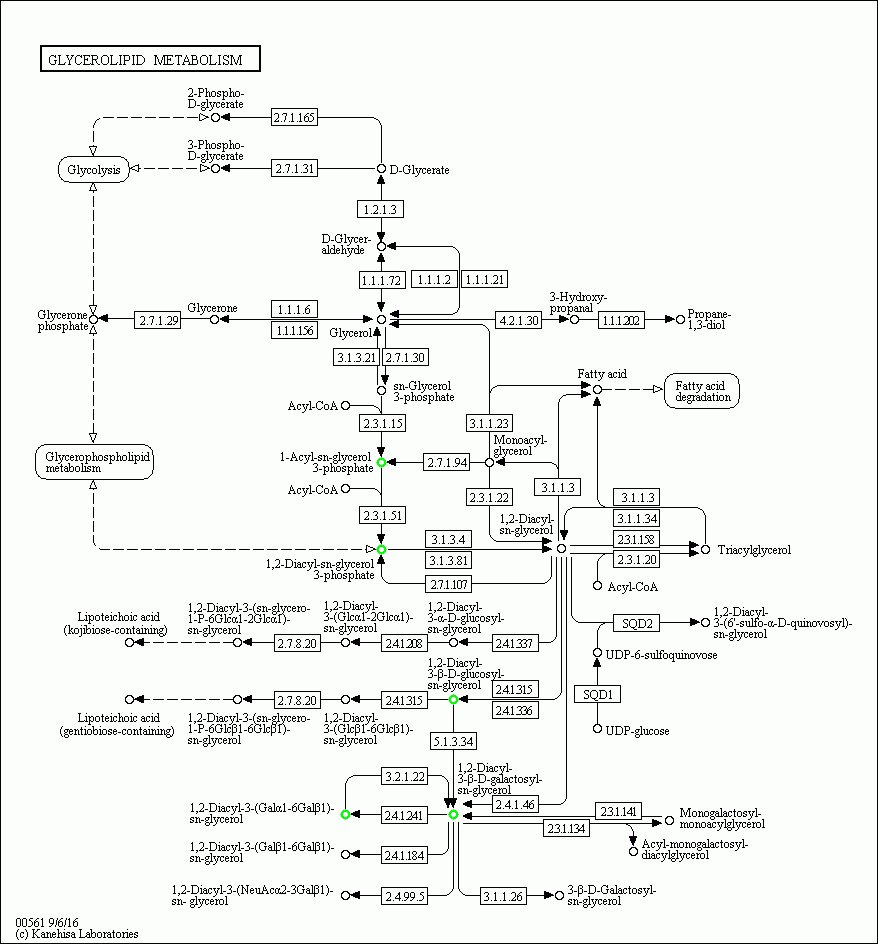 GLYCEROLIPID METABOLISM
2-Phospho-
D-glycerate
2.7.1.165
3-Phospho-
D-glycerate
Glycolysis
2.7.1.31
D-Glycerate
1.2.1.3
D-Glycer-
aldehyde
1.1.1.72
1.1.1.2
1.1.1.21
Glycerone
phosphate
2.7.1.29
Glycerone
1.1.1.6
1.1.1.156
Glycerol
4.2.1.30
3-Hydroxy-
propanal
1.1.1.202
Propane-
1,3-diol
3.1.3.21
2.7.1.30
sn-Glycerol
3-phosphate
Fatty acid
Fatty acid
degradation
Acyl-CoA
2.3.1.15
3.1.1.23
Monoacyl-
glycerol
Glycerophospholipid
metabolism
1-Acyl-sn-glycerol
3-phosphate
2.7.1.94
Acyl-CoA
2.3.1.22
3.1.1.3
3.1.1.3
2.3.1.51
1,2-Diacyl-
sn-glycerol
3.1.1.34
3.1.3.4
2.3.1.158
Triacylglycerol
1,2-Diacyl-sn-glycerol
3-phosphate
3.1.3.81
2.3.1.20
2.7.1.107
Acyl-CoA
Lipoteichoic acid
(kojibiose-containing)
1,2-Diacyl-3-(sn-glycero-
1-P-6Glcα1-2Glcα1)-
sn-glycerol
2.7.8.20
1,2-Diacyl-
3-(Glcα1-2Glcα1)-
sn-glycerol
2.4.1.208
1,2-Diacyl-
3-α-D-glucosyl-
sn-glycerol
2.4.1.337
SQD2
1,2-Diacyl-
3-(6'-sulfo-α-D-quinovosyl)-
sn-glycerol
UDP-6-sulfoquinovose
1,2-Diacyl-
3-β-D-glucosyl-
sn-glycerol
SQD1
Lipoteichoic acid
(gentiobiose-containing)
2.7.8.20
1,2-Diacyl-3-(sn-glycero-
1-P-6Glcβ1-6Glcβ1)-
sn-glycerol
2.4.1.315
1,2-Diacyl-
3-(Glcβ1-6Glcβ1)-
sn-glycerol
2.4.1.315
2.4.1.336
UDP-glucose
5.1.3.34
1,2-Diacyl-
3-β-D-galactosyl-
sn-glycerol
3.2.1.22
2.4.1.46
1,2-Diacyl-3-(Galα1-6Galβ1)-
sn-glycerol
2.4.1.241
2.3.1.141
2.3.1.134
Monogalactosyl-
monoacylglycerol
1,2-Diacyl-3-(Galβ1-6Galβ1)-
sn-glycerol
2.4.1.184
Acyl-monogalactosyl-
diacylglycerol
1,2-Diacyl-3-(NeuAcα2-3Galβ1)-
sn- glycerol
2.4.99.5
3.1.1.26
3-β-D-Galactosyl-
sn-glycerol
00561 9/6/16
(c) Kanehisa Laboratories